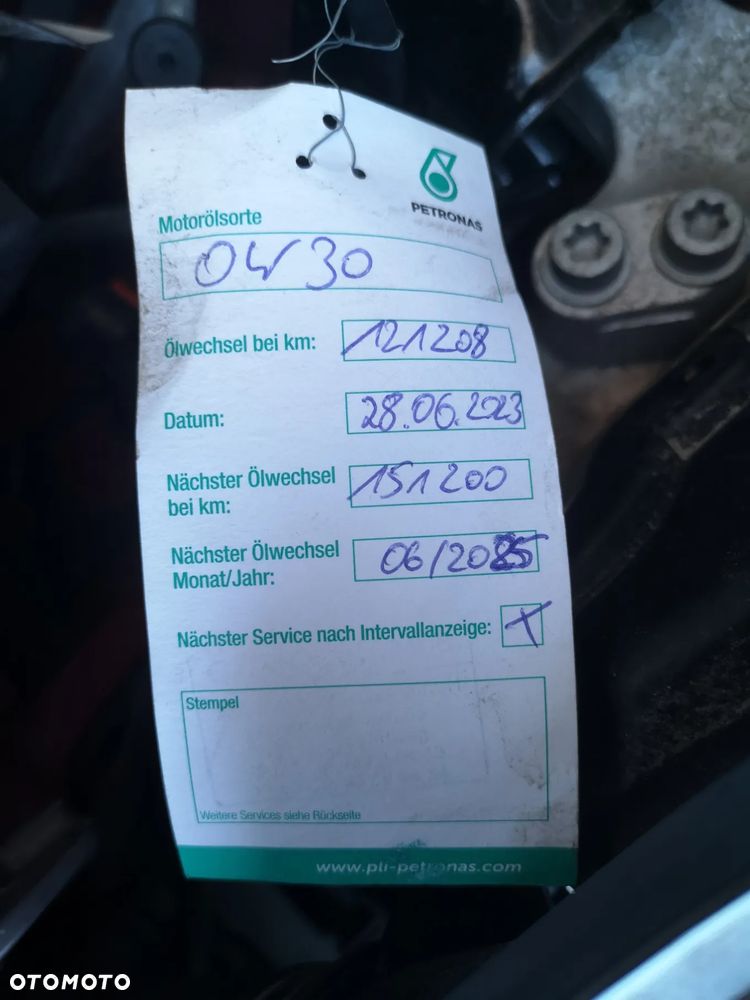 PETRONAS
Motorölsorte
0W30
Ölwechsel bei km: 121208
Datum: 28.06.2023
Nächster Ölwechsel
bei km: 151200
Nächster Ölwechsel
Monat/Jahr: 06/2025
Nächster Service nach Intervallanzeige: X
Stempel
Weitere Services siehe Rückseite
www.pli-petronas.com
OTOMOTO